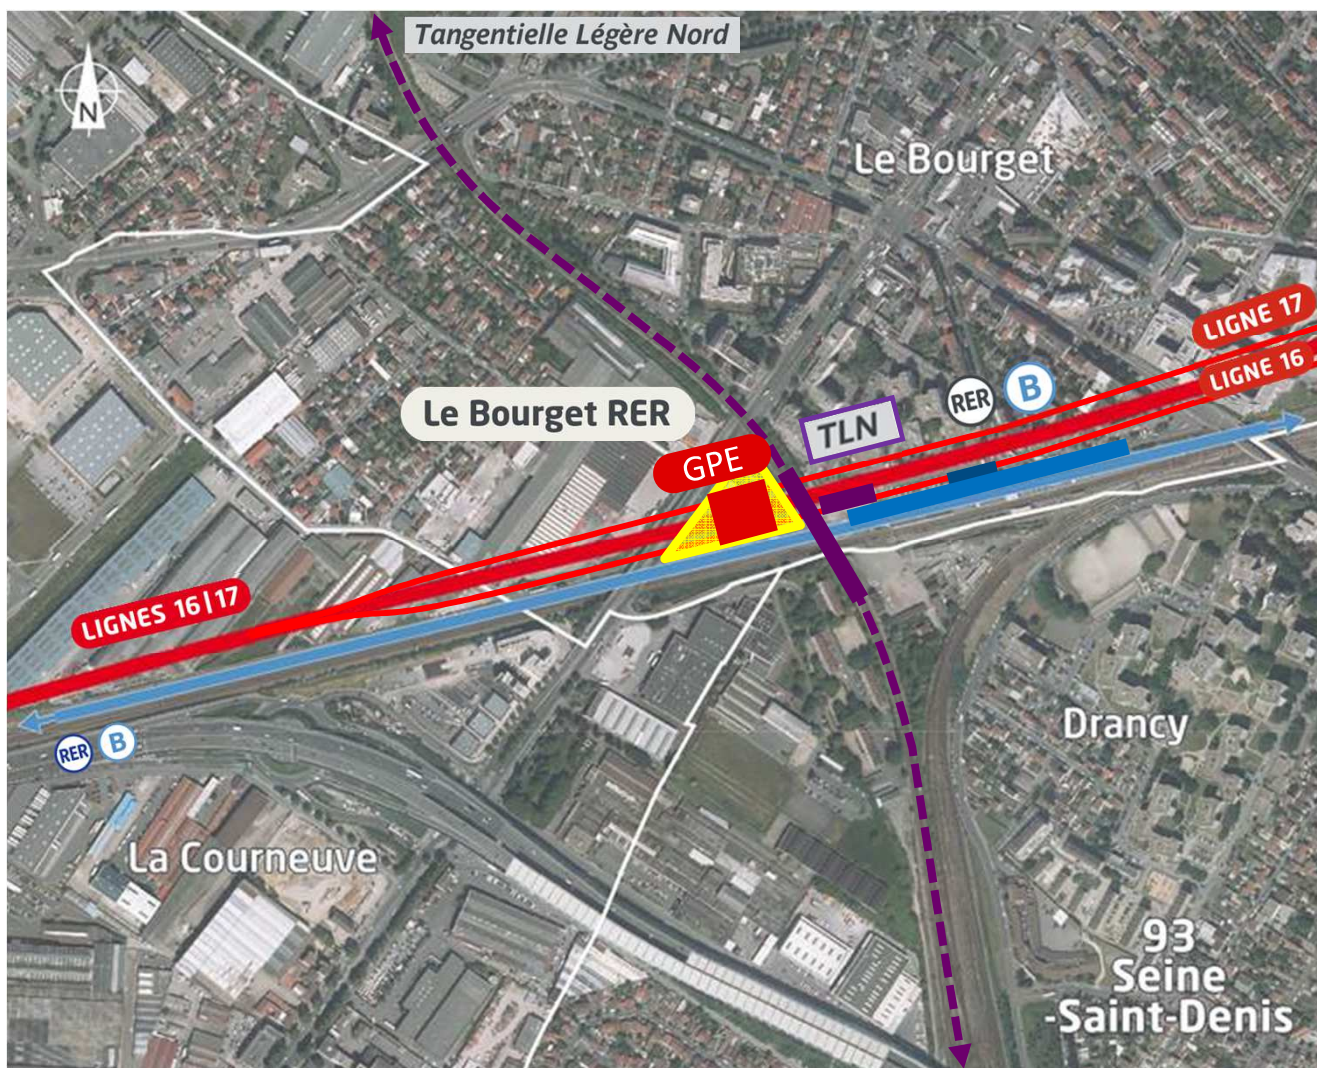 Tangentielle Légère Nord
N
Le Bourget
LIGNE 17
LIGNE 16
RER B
Le Bourget RER
TLN
GPE
LIGNES 16|17
RER B
Drancy
La Courneuve
93
Seine
-Saint-Denis